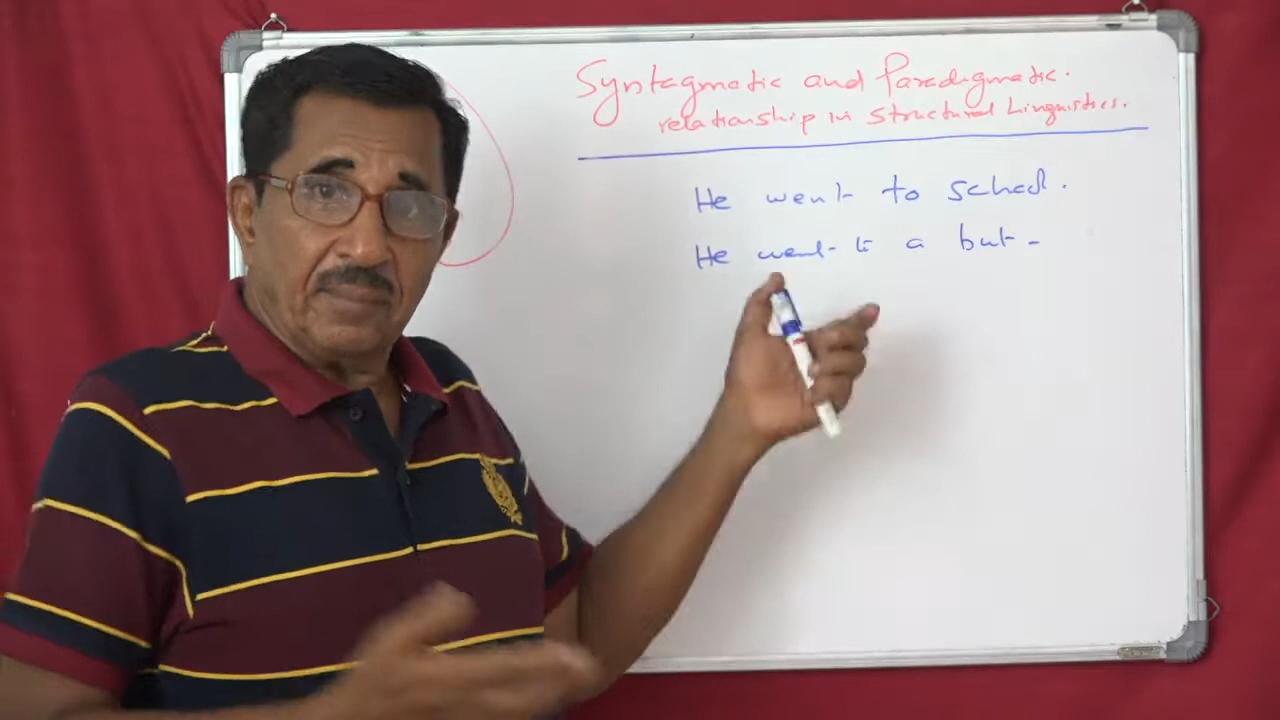 Syntagmatic and Paradigmatic.
relationship in Structural Linguistics.
He went to school.
He went to a but-